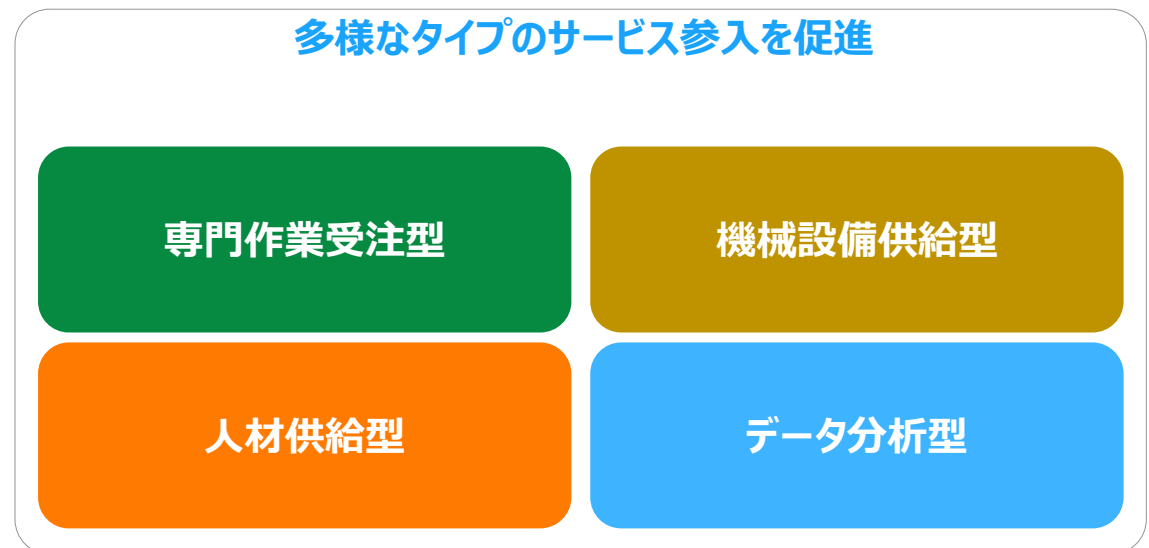 多様なタイプのサービス参入を促進
専門作業受注型
機械設備供給型
人材供給型
データ分析型